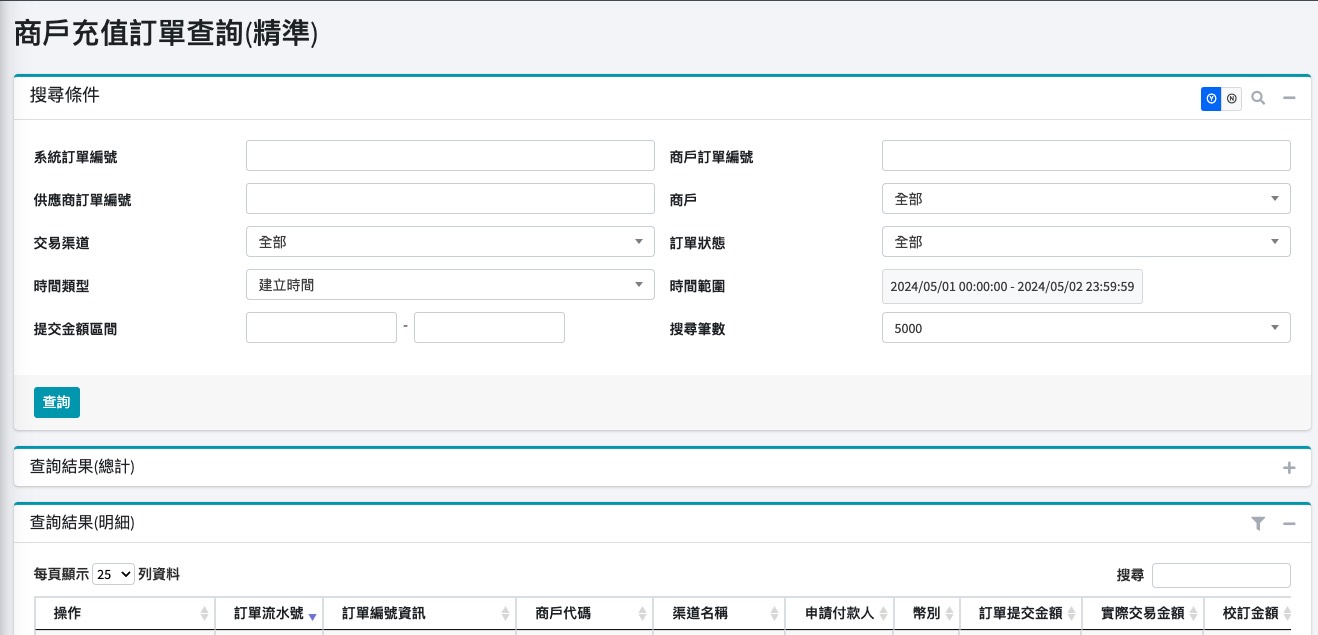 商戶充值訂單查詢(精準)
搜尋條件
Y N
系統訂單編號 商戶訂單編號
供應商訂單編號 商戶 全部
交易渠道 全部 訂單狀態 全部
時間類型 建立時間 時間範圍 2024/05/01 00:00:00 - 2024/05/02 23:59:59
提交金額區間 - 搜尋筆數 5000
查詢
查詢結果(總計)
查詢結果(明細)
每頁顯示 25 列資料 搜尋
操作 訂單流水號 訂單編號資訊 商戶代碼 渠道名稱 申請付款人 幣別 訂單提交金額 實際交易金額 校訂金額